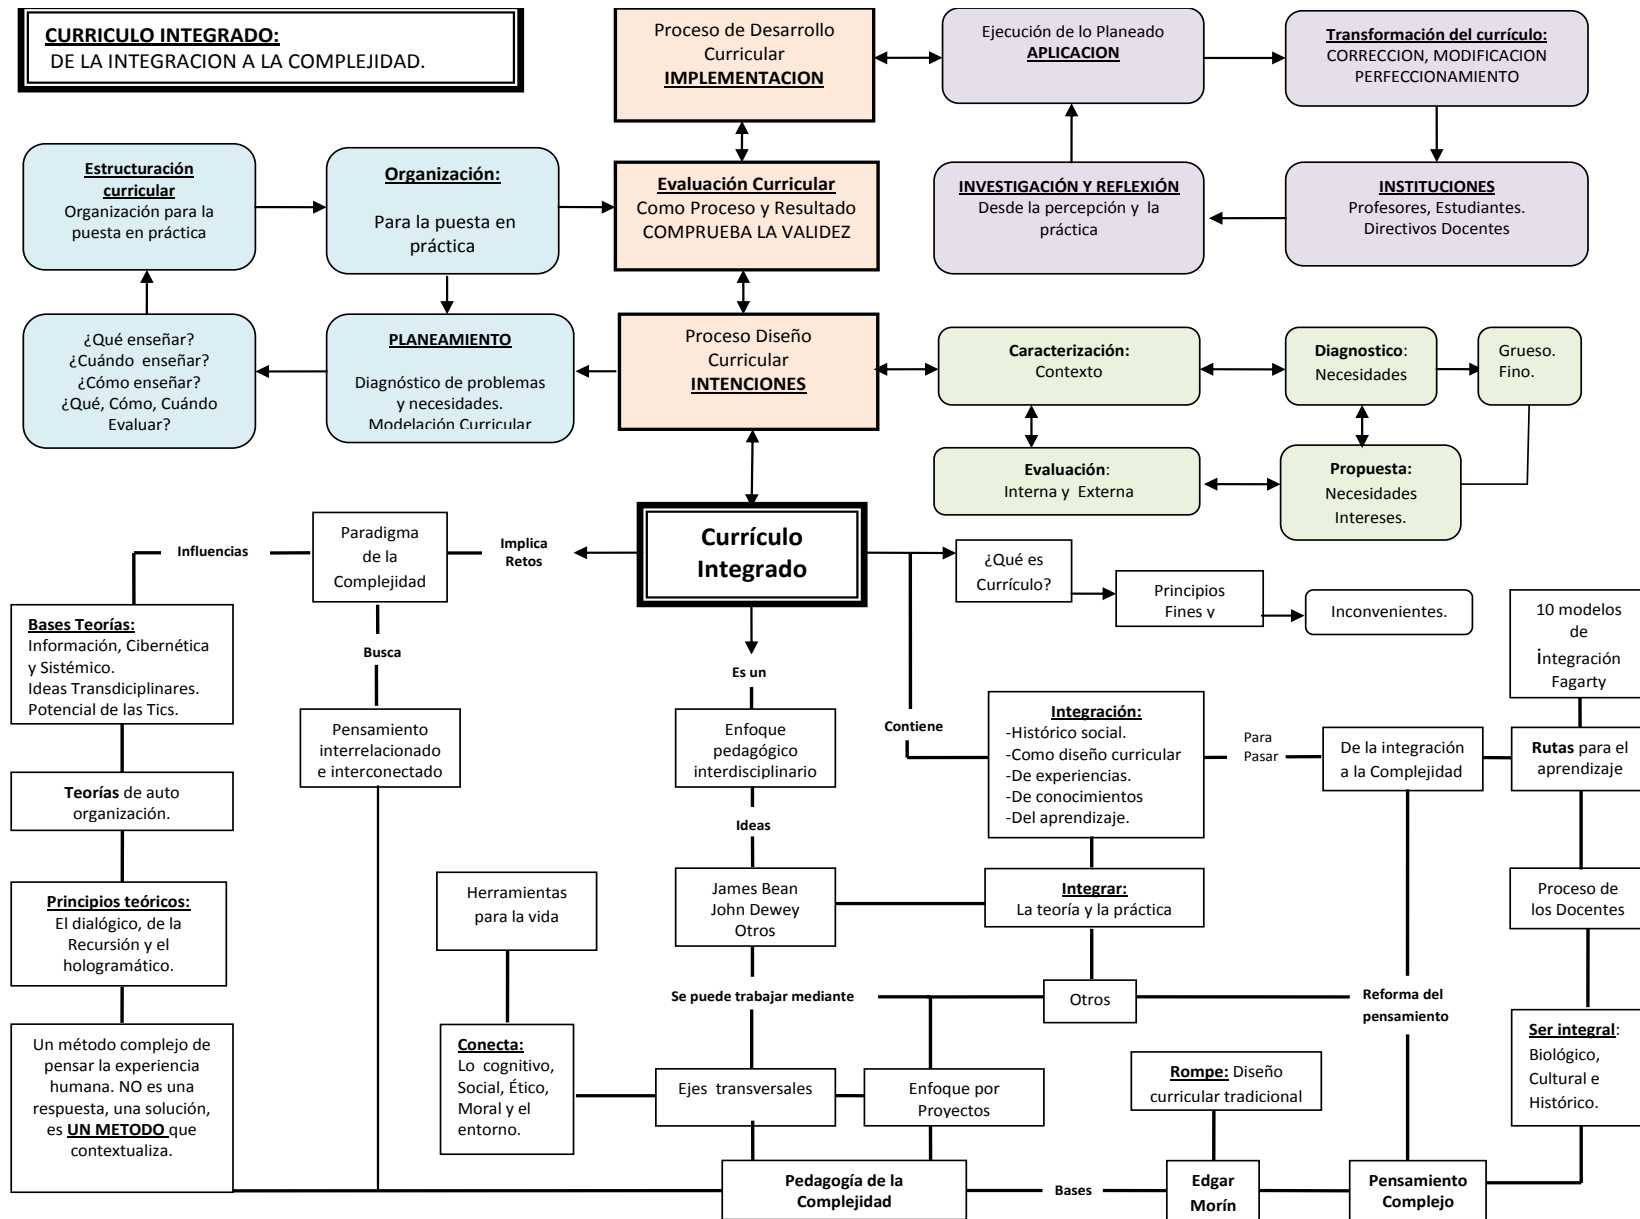 CURRICULO INTEGRADO:
DE LA INTEGRACION A LA COMPLEJIDAD.
Proceso de Desarrollo
Curricular
IMPLEMENTACION
Ejecución de lo Planeado
APLICACION
Transformación del currículo:
CORRECCION, MODIFICACION
PERFECCIONAMIENTO
Estructuración
curricular
Organización para la
puesta en práctica
Organización:
Para la puesta en
práctica
Evaluación Curricular
Como Proceso y Resultado
COMPRUEBA LA VALIDEZ
INVESTIGACIÓN Y REFLEXIÓN
Desde la percepción y la
práctica
INSTITUCIONES
Profesores, Estudiantes.
Directivos Docentes
¿Qué enseñar?
¿Cuándo enseñar?
¿Cómo enseñar?
¿Qué, Cómo, Cuándo
Evaluar?
PLANEAMIENTO
Diagnóstico de problemas
y necesidades.
Modelación Curricular
Proceso Diseño
Curricular
INTENCIONES
Caracterización:
Contexto
Diagnostico:
Necesidades
Grueso.
Fino.
Evaluación:
Interna y Externa
Propuesta:
Necesidades
Intereses.
Influencias
Paradigma
de la
Complejidad
Implica
Retos
Currículo
Integrado
¿Qué es
Currículo?
Principios
Fines y
Inconvenientes.
10 modelos
de
integración
Fagarty
Bases Teorías:
Información, Cibernética
y Sistémico.
Ideas Transdiciplinares.
Potencial de las Tics.
Busca
Es un
Contiene
Pensamiento
interrelacionado
e interconectado
Enfoque
pedagógico
interdisciplinario
Integración:
-Histórico social.
-Como diseño curricular
-De experiencias.
-De conocimientos
-Del aprendizaje.
Para
Pasar
De la integración
a la Complejidad
Rutas para el
aprendizaje
Teorías de auto
organización.
Ideas
Principios teóricos:
El dialógico, de la
Recursión y el
hologramático.
Herramientas
para la vida
James Bean
John Dewey
Otros
Integrar:
La teoría y la práctica
Proceso de
los Docentes
Se puede trabajar mediante
Otros
Reforma del
pensamiento
Un método complejo de
pensar la experiencia
humana. NO es una
respuesta, una solución,
es UN METODO que
contextualiza.
Conecta:
Lo cognitivo,
Social, Ético,
Moral y el
entorno.
Ejes transversales
Enfoque por
Proyectos
Rompe: Diseño
curricular tradicional
Ser integral:
Biológico,
Cultural e
Histórico.
Pedagogía de la
Complejidad
Bases
Edgar
Morín
Pensamiento
Complejo